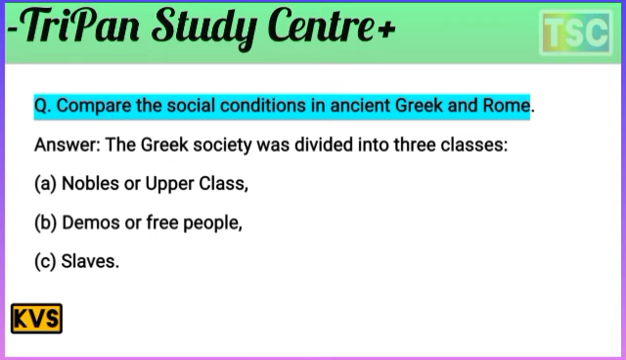 -TriPan Study Centre+
TSC
Q. Compare the social conditions in ancient Greek and Rome.
Answer: The Greek society was divided into three classes:
(a) Nobles or Upper Class,
(b) Demos or free people,
(c) Slaves.
KVS